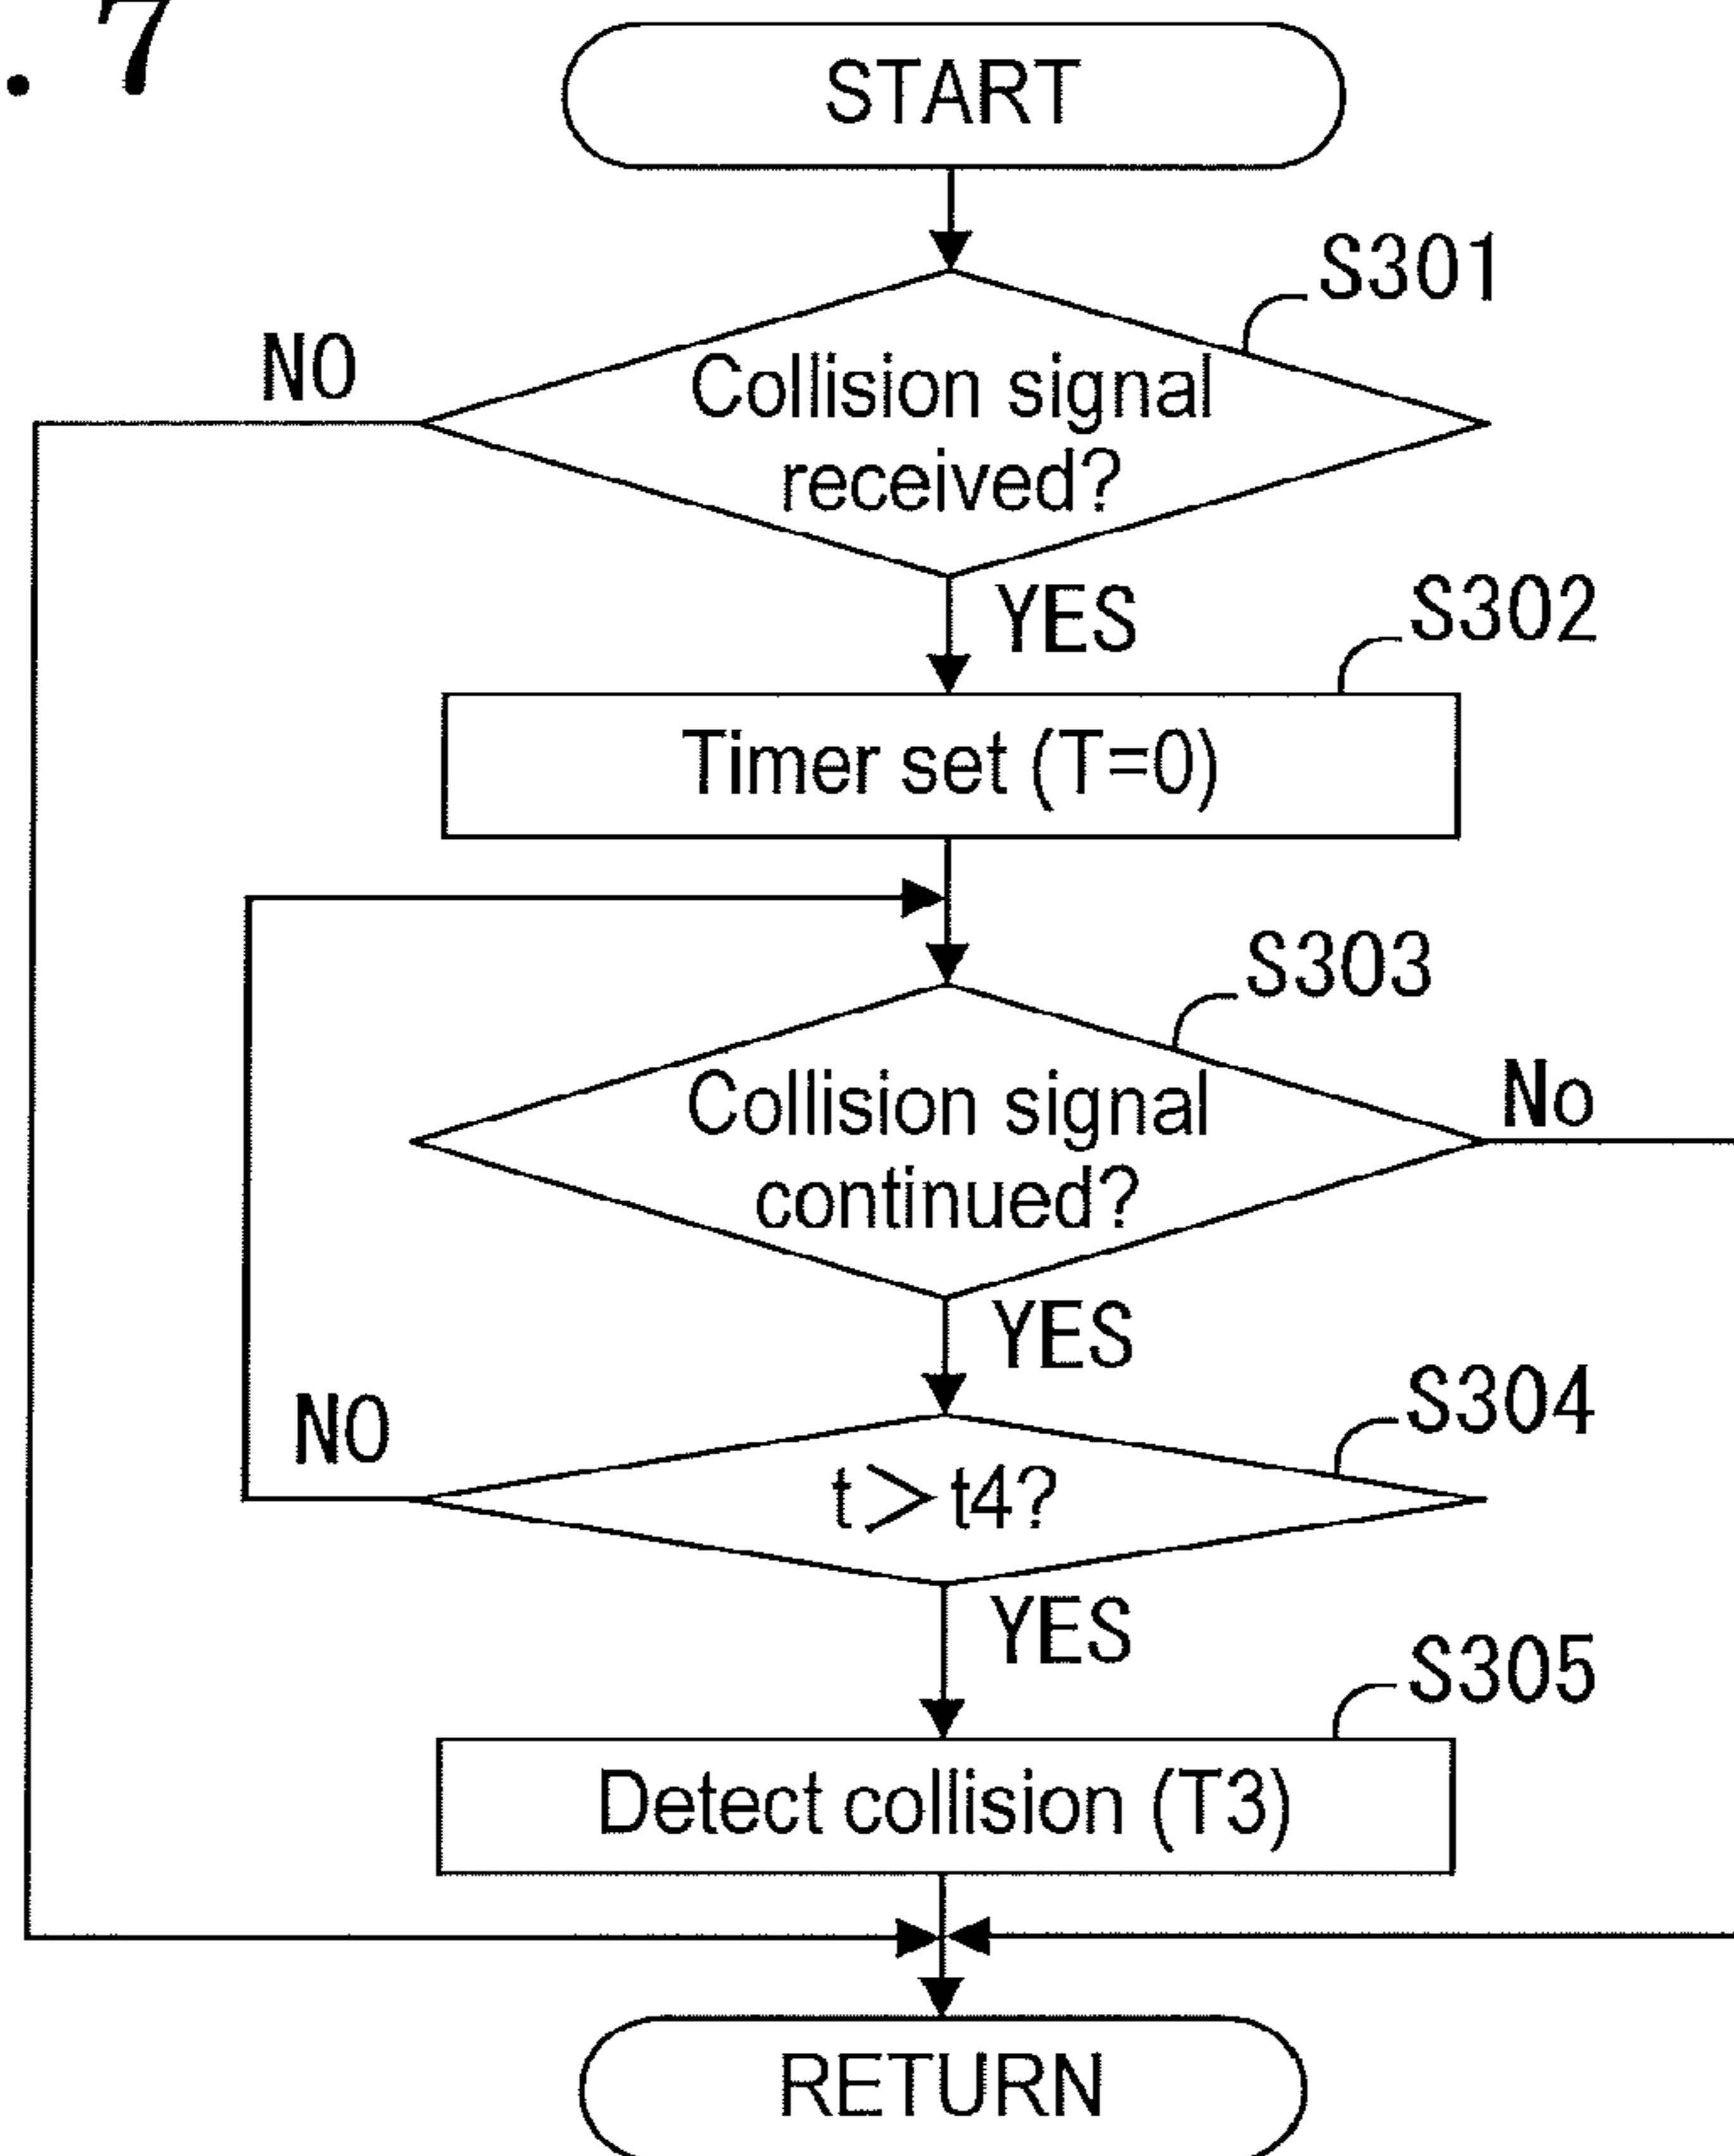 . 7
START
S301
NO
Collision signal
received?
YES
S302
Timer set (T=0)
S303
Collision signal
continued?
No
YES
S304
NO
t>t4?
YES
S305
Detect collision (T3)
RETURN